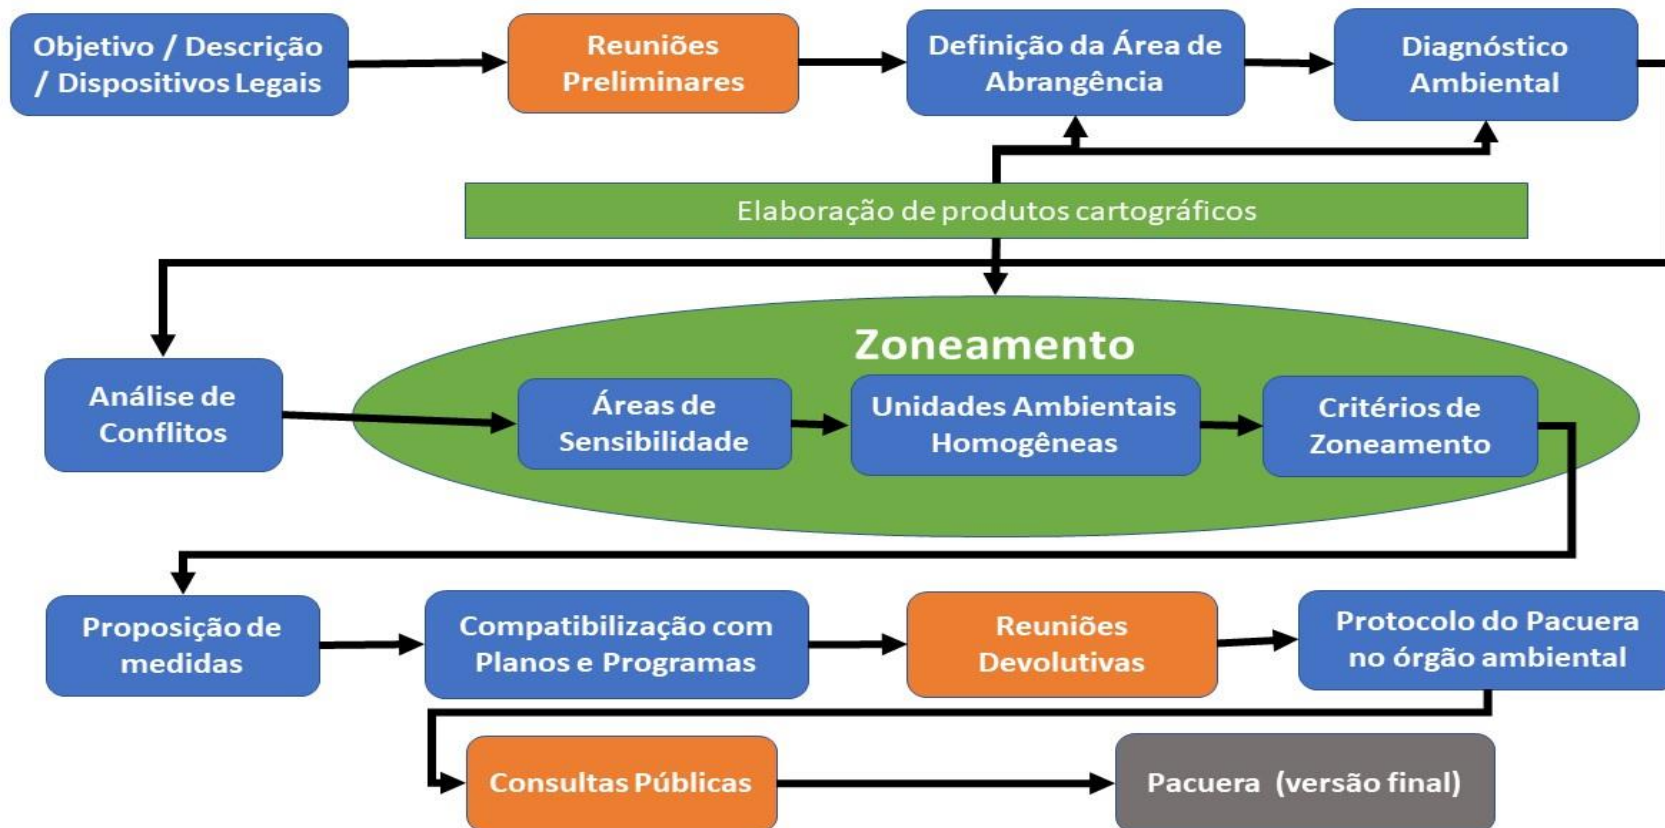 Objetivo / Descrição
/ Dispositivos Legais
Reuniões
Preliminares
Definição da Área de
Abrangência
Diagnóstico
Ambiental
Elaboração de produtos cartográficos
Zoneamento
Análise de
Conflitos
Áreas de
Sensibilidade
Unidades Ambientais
Homogêneas
Critérios de
Zoneamento
Proposição de
medidas
Compatibilização com
Planos e Programas
Reuniões
Devolutivas
Protocolo do Pacuera
no órgão ambiental
Consultas Públicas
Pacuera (versão final)